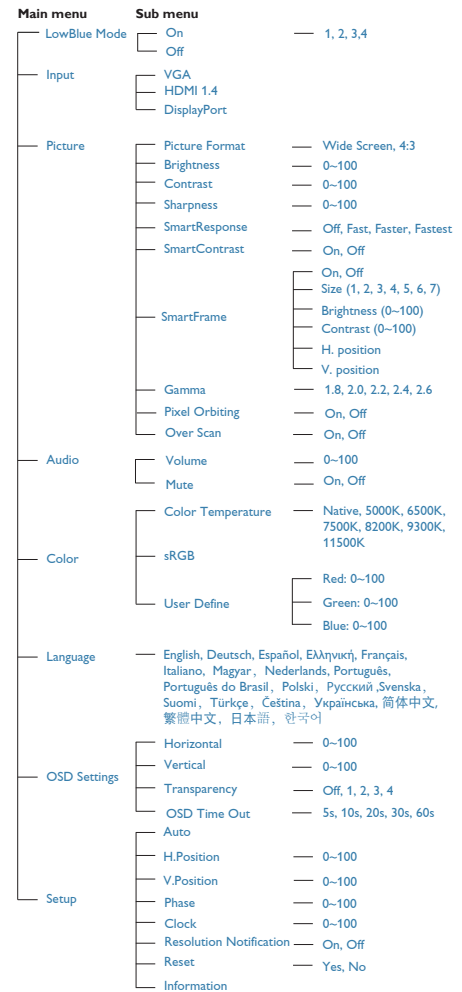 Main menu Sub menu
LowBlue Mode On 1, 2, 3,4
Off
Input VGA
HDMI 1.4
DisplayPort
Picture Picture Format Wide Screen, 4:3
Brightness 0~100
Contrast 0~100
Sharpness 0~100
SmartResponse Off, Fast, Faster, Fastest
SmartContrast On, Off
On, Off
Size (1, 2, 3, 4, 5, 6, 7)
Brightness (0~100)
SmartFrame
Contrast (0~100)
H. position
V. position
Gamma 1.8, 2.0, 2.2, 2.4, 2.6
Pixel Orbiting On, Off
Over Scan On, Off
Audio Volume 0~100
Mute On, Off
Color Temperature Native, 5000K, 6500K,
7500K, 8200K, 9300K,
11500K
Color sRGB
Red: 0~100
User Define Green: 0~100
Blue: 0~100
Language English, Deutsch, Español, Ελληνική, Français,
Italiano, Magyar, Nederlands, Português,
Português do Brasil, Polski, Русский ,Svenska,
Suomi, Türkçe, Čeština, Українська, 简体中文,
繁體中文, 日本語, 한국어
Horizontal 0~100
Vertical 0~100
OSD Settings
Transparency Off, 1, 2, 3, 4
OSD Time Out 5s, 10s, 20s, 30s, 60s
Auto
H.Position 0~100
V.Position 0~100
Setup Phase 0~100
Clock 0~100
Resolution Notification On, Off
Reset Yes, No
Information